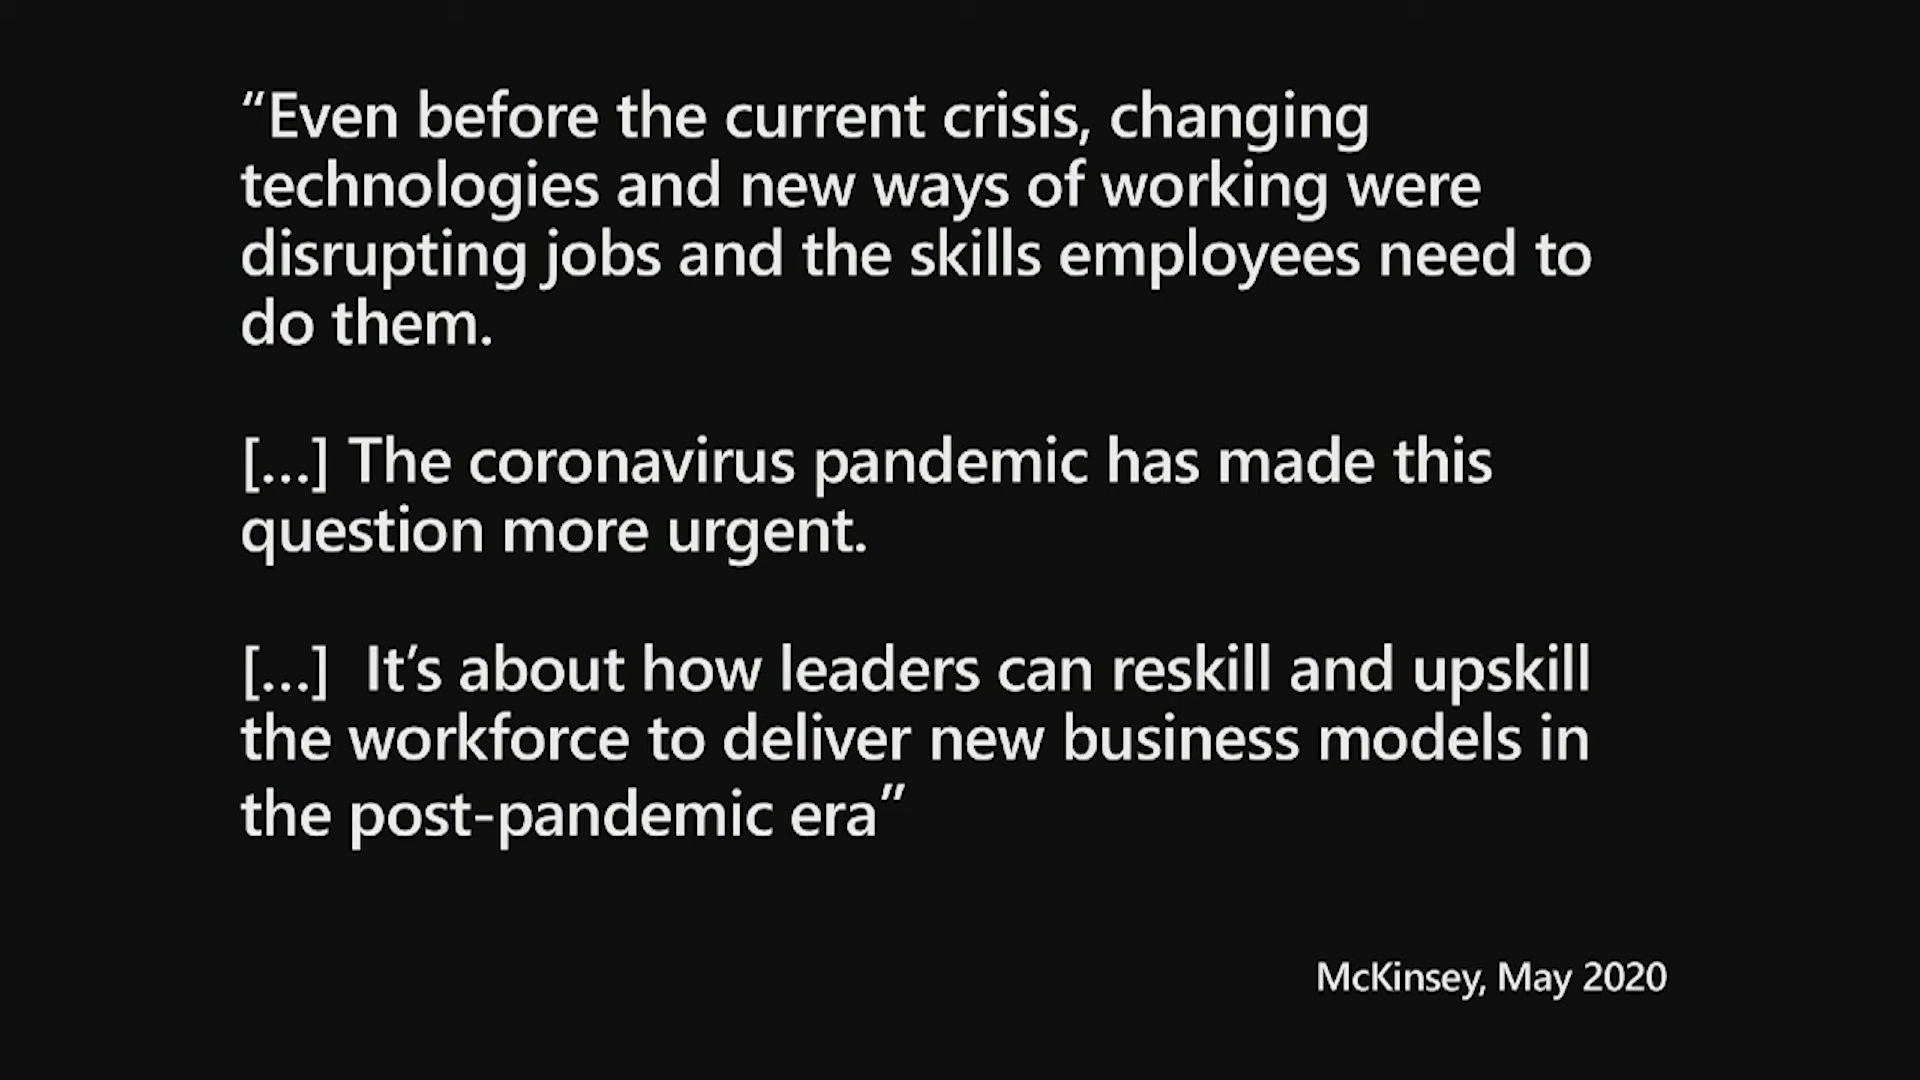 “Even before the current crisis, changing
technologies and new ways of working were
disrupting jobs and the skills employees need to
do them.
[...] The coronavirus pandemic has made this
question more urgent.
[...]  It’s about how leaders can reskill and upskill
the workforce to deliver new business models in
the post-pandemic era”
McKinsey, May 2020